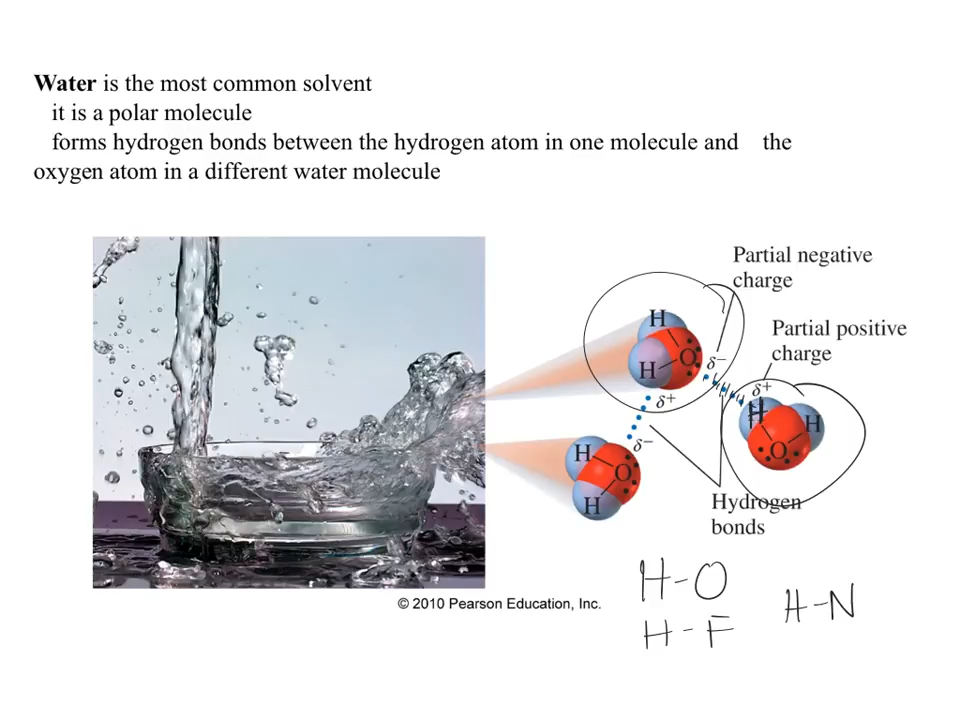 Water is the most common solvent
it is a polar molecule
forms hydrogen bonds between the hydrogen atom in one molecule and the
oxygen atom in a different water molecule
Partial negative
charge
Partial positive
charge
H
H
O
δ−
δ+
δ+
H
H
O
δ−
H
O
H
Hydrogen
bonds
© 2010 Pearson Education, Inc.
H-O
H-F
H-N